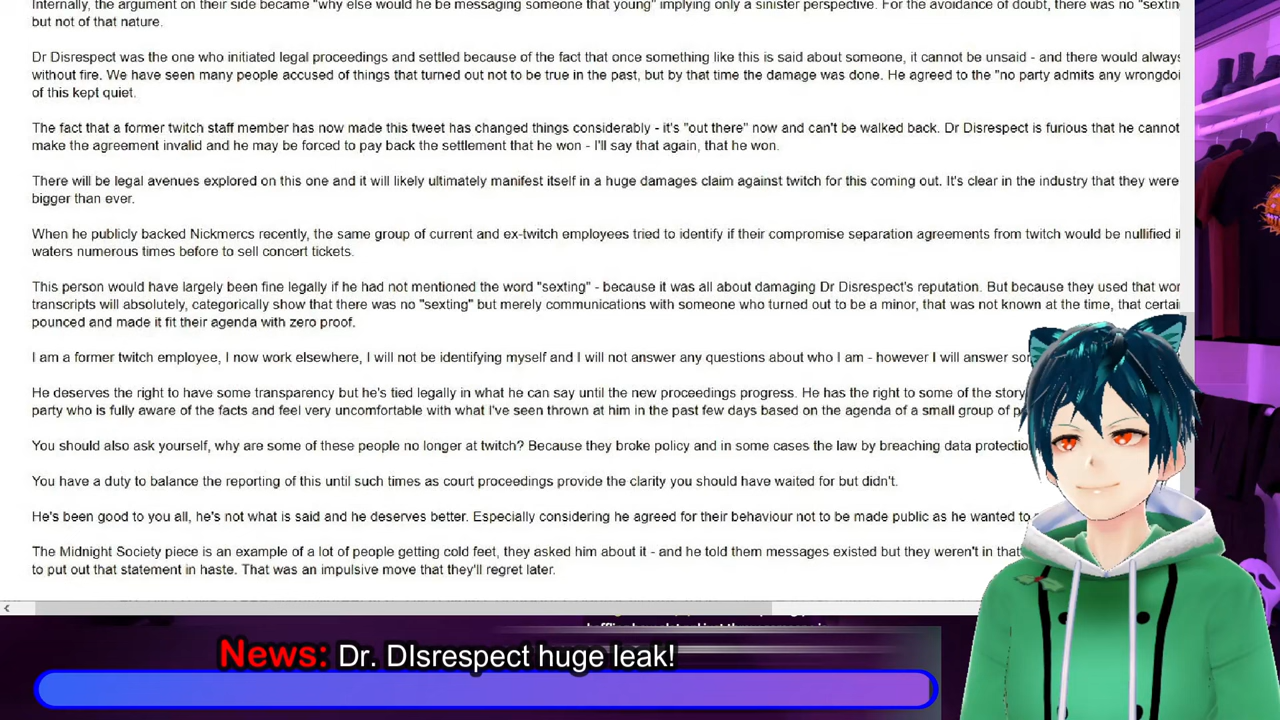 Internally, the argument on their side became "why else would he be messaging someone that young" implying only a sinister perspective. For the avoidance of doubt, there was no "sextin
but not of that nature.
Dr Disrespect was the one who initiated legal proceedings and settled because of the fact that once something like this is said about someone, it cannot be unsaid - and there would always
without fire. We have seen many people accused of things that turned out not to be true in the past, but by that time the damage was done. He agreed to the "no party admits any wrongdoi
of this kept quiet.
The fact that a former twitch staff member has now made this tweet has changed things considerably - it's "out there" now and can't be walked back. Dr Disrespect is furious that he cannot
make the agreement invalid and he may be forced to pay back the settlement that he won - I'll say that again, that he won.
There will be legal avenues explored on this one and it will likely ultimately manifest itself in a huge damages claim against twitch for this coming out. It's clear in the industry that they were
bigger than ever.
When he publicly backed Nickmercs recently, the same group of current and ex-twitch employees tried to identify if their compromise separation agreements from twitch would be nullified if
waters numerous times before to sell concert tickets.
This person would have largely been fine legally if he had not mentioned the word "sexting" - because it was all about damaging Dr Disrespect's reputation. But because they used that wor
transcripts will absolutely, categorically show that there was no "sexting" but merely communications with someone who turned out to be a minor, that was not known at the time, that certai
pounced and made it fit their agenda with zero proof.
I am a former twitch employee, I now work elsewhere, I will not be identifying myself and I will not answer any questions about who I am - however I will answer so
He deserves the right to have some transparency but he's tied legally in what he can say until the new proceedings progress. He has the right to some of the story
party who is fully aware of the facts and feel very uncomfortable with what I've seen thrown at him in the past few days based on the agenda of a small group of p
You should also ask yourself, why are some of these people no longer at twitch? Because they broke policy and in some cases the law by breaching data protectio
You have a duty to balance the reporting of this until such times as court proceedings provide the clarity you should have waited for but didn't.
He's been good to you all, he's not what is said and he deserves better. Especially considering he agreed for their behaviour not to be made public as he wanted to
The Midnight Society piece is an example of a lot of people getting cold feet, they asked him about it - and he told them messages existed but they weren't in that
to put out that statement in haste. That was an impulsive move that they'll regret later.
News: Dr. DIsrespect huge leak!